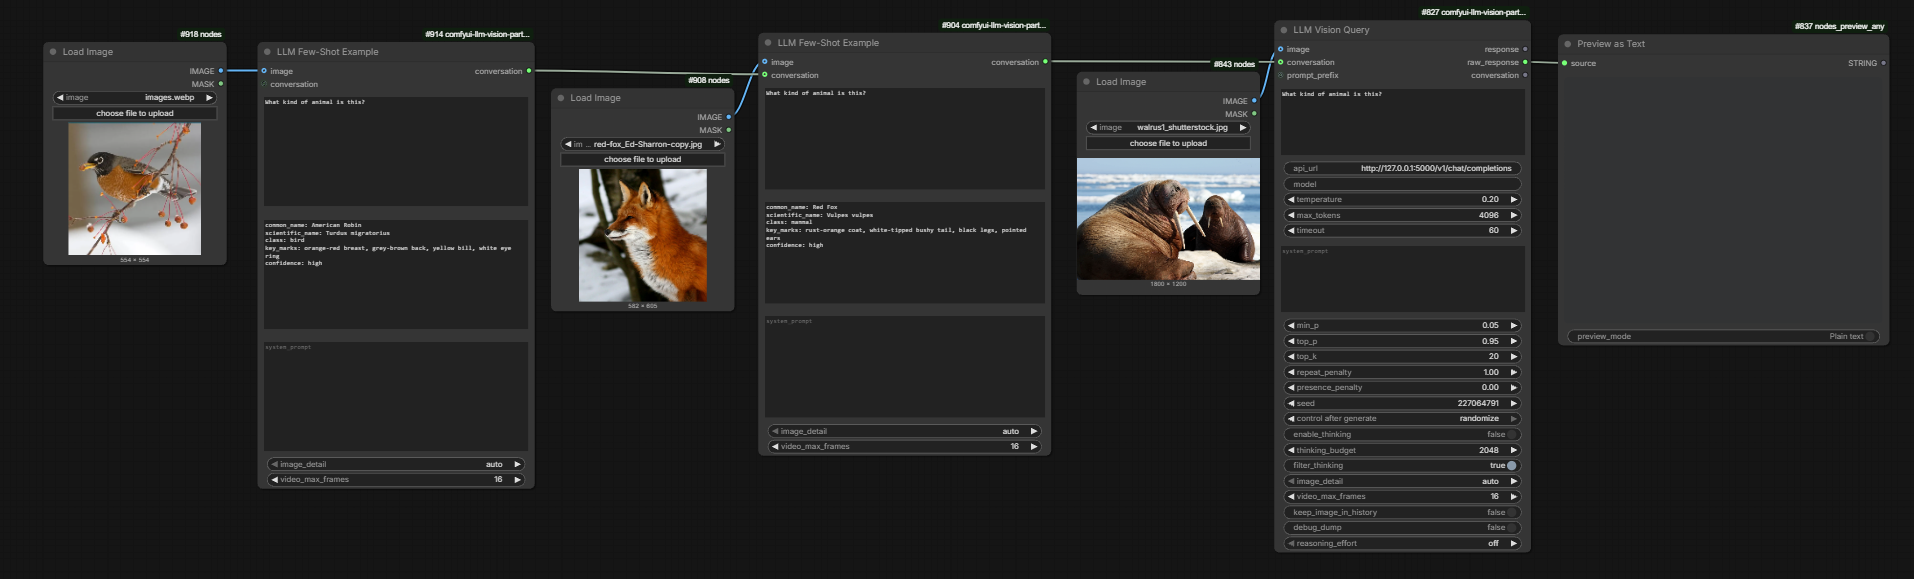 #918 nodes
Load Image
IMAGE
MASK
image images.webp
choose file to upload
554 × 554
#914 comfyui-llm-vision-part...
LLM Few-Shot Example
image conversation
conversation
What kind of animal is this?
common_name: American Robin
scientific_name: Turdus migratorius
class: bird
key_marks: orange-red breast, grey-brown back, yellow bill, white eye
ring
confidence: high
system_prompt
image_detail auto
video_max_frames 16
#908 nodes
Load Image
IMAGE
MASK
im ... red-fox_Ed-Sharron-copy.jpg
choose file to upload
582 × 605
#904 comfyui-llm-vision-part...
LLM Few-Shot Example
image conversation
conversation
What kind of animal is this?
common_name: Red Fox
scientific_name: Vulpes vulpes
class: mammal
key_marks: rust-orange coat, white-tipped bushy tail, black legs, pointed
ears
confidence: high
system_prompt
image_detail auto
video_max_frames 16
#843 nodes
Load Image
IMAGE
MASK
image walrus1_shutterstock.jpg
choose file to upload
1800 × 1200
#827 comfyui-llm-vision-part...
LLM Vision Query
image response
conversation raw_response
prompt_prefix conversation
What kind of animal is this?
api_url http://127.0.0.1:5000/v1/chat/completions
model
temperature 0.20
max_tokens 4096
timeout 60
system_prompt
min_p 0.05
top_p 0.95
top_k 20
repeat_penalty 1.00
presence_penalty 0.00
seed 227064791
control after generate randomize
enable_thinking false
thinking_budget 2048
filter_thinking true
image_detail auto
video_max_frames 16
keep_image_in_history false
debug_dump false
reasoning_effort off
#837 nodes_preview_any
Preview as Text
source STRING
preview_mode Plain text